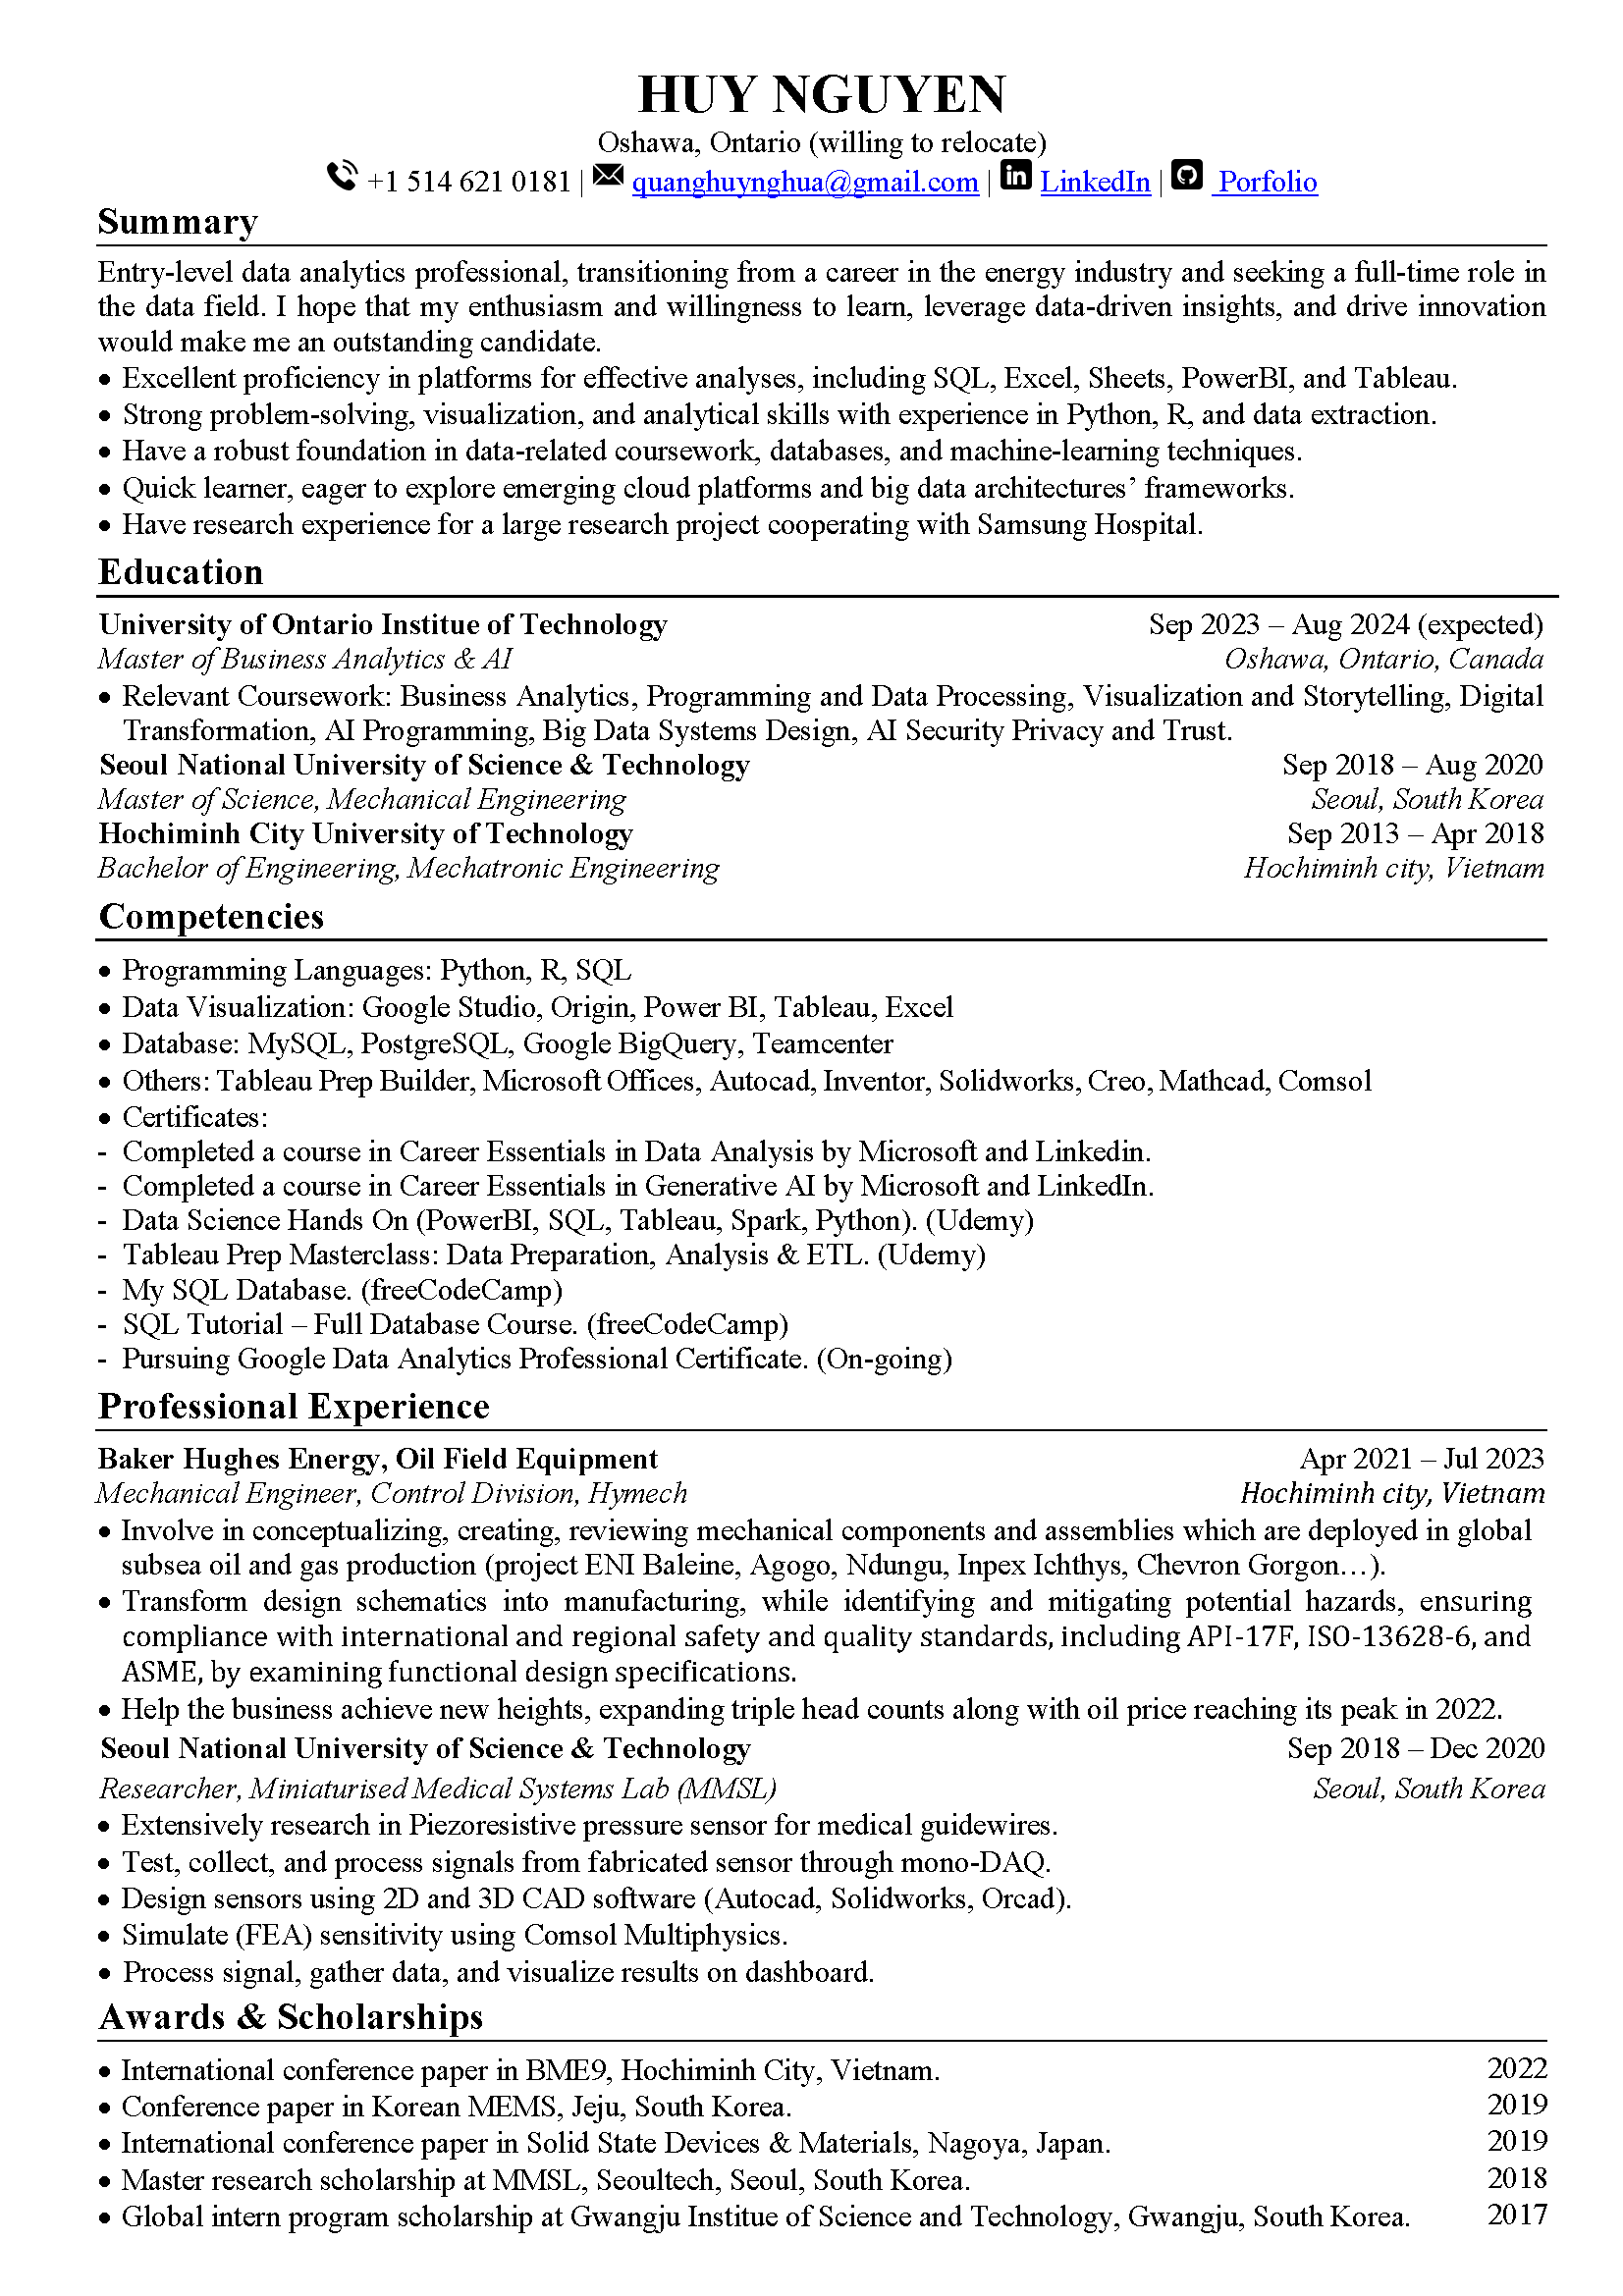 HUY NGUYEN
Oshawa, Ontario (willing to relocate)
+1 514 621 0181 | quanghuynghua@gmail.com | LinkedIn | Porfolio
Summary
Entry-level data analytics professional, transitioning from a career in the energy industry and seeking a full-time role in
the data field. I hope that my enthusiasm and willingness to learn, leverage data-driven insights, and drive innovation
would make me an outstanding candidate.
• Excellent proficiency in platforms for effective analyses, including SQL, Excel, Sheets, PowerBI, and Tableau.
• Strong problem-solving, visualization, and analytical skills with experience in Python, R, and data extraction.
• Have a robust foundation in data-related coursework, databases, and machine-learning techniques.
• Quick learner, eager to explore emerging cloud platforms and big data architectures’ frameworks.
• Have research experience for a large research project cooperating with Samsung Hospital.
Education
University of Ontario Institue of Technology Sep 2023 – Aug 2024 (expected)
Master of Business Analytics & AI Oshawa, Ontario, Canada
• Relevant Coursework: Business Analytics, Programming and Data Processing, Visualization and Storytelling, Digital
Transformation, AI Programming, Big Data Systems Design, AI Security Privacy and Trust.
Seoul National University of Science & Technology Sep 2018 – Aug 2020
Master of Science, Mechanical Engineering Seoul, South Korea
Hochiminh City University of Technology Sep 2013 – Apr 2018
Bachelor of Engineering, Mechatronic Engineering Hochiminh city, Vietnam
Competencies
• Programming Languages: Python, R, SQL
• Data Visualization: Google Studio, Origin, Power BI, Tableau, Excel
• Database: MySQL, PostgreSQL, Google BigQuery, Teamcenter
• Others: Tableau Prep Builder, Microsoft Offices, Autocad, Inventor, Solidworks, Creo, Mathcad, Comsol
• Certificates:
- Completed a course in Career Essentials in Data Analysis by Microsoft and Linkedin.
- Completed a course in Career Essentials in Generative AI by Microsoft and LinkedIn.
- Data Science Hands On (PowerBI, SQL, Tableau, Spark, Python). (Udemy)
- Tableau Prep Masterclass: Data Preparation, Analysis & ETL. (Udemy)
- My SQL Database. (freeCodeCamp)
- SQL Tutorial – Full Database Course. (freeCodeCamp)
- Pursuing Google Data Analytics Professional Certificate. (On-going)
Professional Experience
Baker Hughes Energy, Oil Field Equipment Apr 2021 – Jul 2023
Mechanical Engineer, Control Division, Hymech Hochiminh city, Vietnam
• Involve in conceptualizing, creating, reviewing mechanical components and assemblies which are deployed in global
subsea oil and gas production (project ENI Baleine, Agogo, Ndungu, Inpex Ichthys, Chevron Gorgon…).
• Transform design schematics into manufacturing, while identifying and mitigating potential hazards, ensuring
compliance with international and regional safety and quality standards, including API-17F, ISO-13628-6, and
ASME, by examining functional design specifications.
• Help the business achieve new heights, expanding triple head counts along with oil price reaching its peak in 2022.
Seoul National University of Science & Technology Sep 2018 – Dec 2020
Researcher, Miniaturised Medical Systems Lab (MMSL) Seoul, South Korea
• Extensively research in Piezoresistive pressure sensor for medical guidewires.
• Test, collect, and process signals from fabricated sensor through mono-DAQ.
• Design sensors using 2D and 3D CAD software (Autocad, Solidworks, Orcad).
• Simulate (FEA) sensitivity using Comsol Multiphysics.
• Process signal, gather data, and visualize results on dashboard.
Awards & Scholarships
• International conference paper in BME9, Hochiminh City, Vietnam. 2022
• Conference paper in Korean MEMS, Jeju, South Korea. 2019
• International conference paper in Solid State Devices & Materials, Nagoya, Japan. 2019
• Master research scholarship at MMSL, Seoultech, Seoul, South Korea. 2018
• Global intern program scholarship at Gwangju Institue of Science and Technology, Gwangju, South Korea. 2017